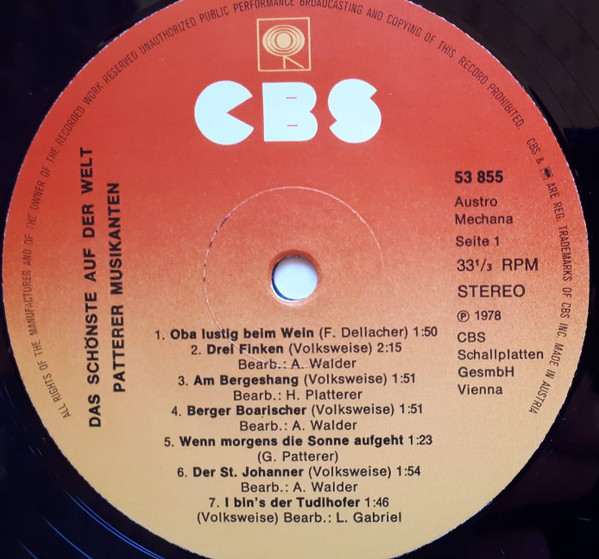 ALL RIGHTS OF THE MANUFACTURER AND OF THE OWNER OF THE RECORDED WORK RESERVED UNAUTHORIZED PUBLIC PERFORMANCE BROADCASTING AND COPYING OF THIS RECORD PROHIBITED. CBS & ARE REG. TRADEMARKS OF CBS INC. MADE IN AUSTRIA
CBS
DAS SCHÖNSTE AUF DER WELT
PATTERER MUSIKANTEN
53 855
Austro
Mechana
Seite 1
33 1/3 RPM
STEREO
℗ 1978
CBS
Schallplatten
GesmbH
Vienna
1. Oba lustig beim Wein (F. Dellacher) 1:50
2. Drei Finken (Volksweise) 2:15
Bearb.: A. Walder
3. Am Bergeshang (Volksweise) 1:51
Bearb.: H. Platterer
4. Berger Boarischer (Volksweise) 1:51
Bearb.: A. Walder
5. Wenn morgens die Sonne aufgeht 1:23
(G. Patterer)
6. Der St. Johanner (Volksweise) 1:54
Bearb.: A. Walder
7. I bin's der Tudlhofer 1:46
(Volksweise) Bearb.: L. Gabriel